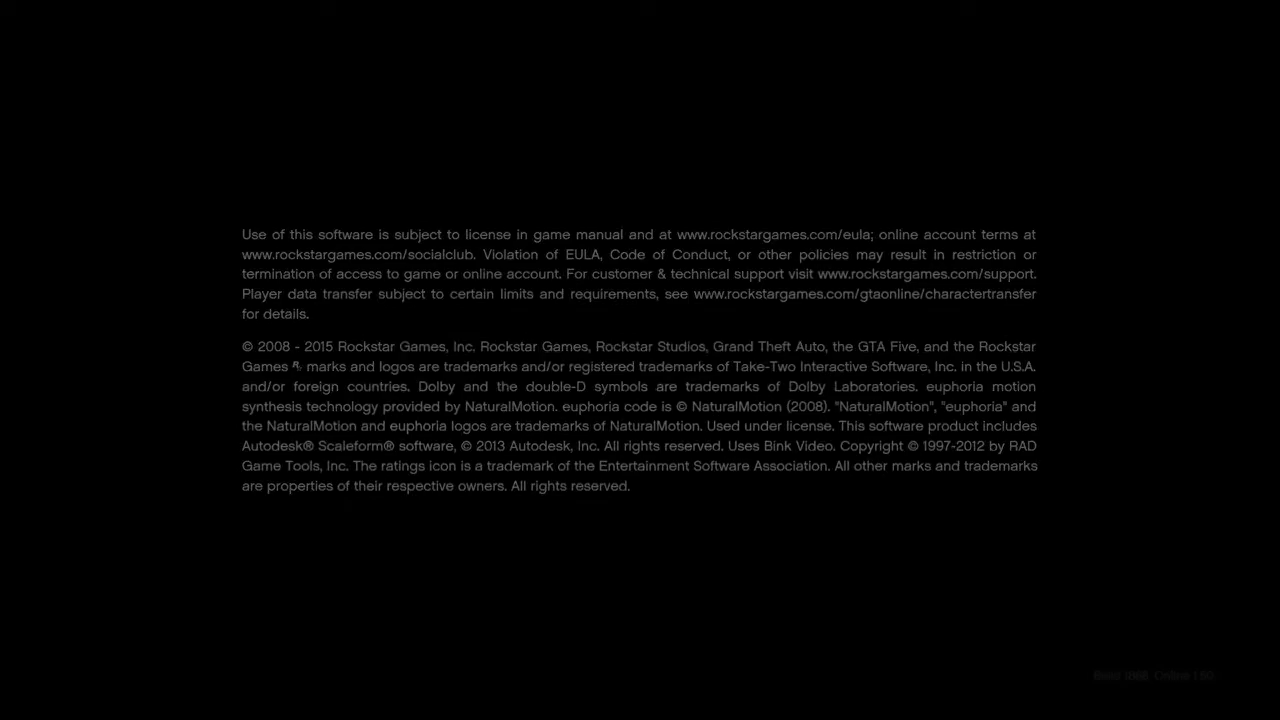 Use of this software is subject to license in game manual and at www.rockstargames.com/eula; online account terms at
www.rockstargames.com/socialclub. Violation of EULA, Code of Conduct, or other policies may result in restriction or
termination of access to game or online account. For customer & technical support visit www.rockstargames.com/support.
Player data transfer subject to certain limits and requirements, see www.rockstargames.com/gtaonline/charactertransfer
for details.
© 2008 - 2015 Rockstar Games, Inc. Rockstar Games, Rockstar Studios, Grand Theft Auto, the GTA Five, and the Rockstar
Games R* marks and logos are trademarks and/or registered trademarks of Take-Two Interactive Software, Inc. in the U.S.A.
and/or foreign countries. Dolby and the double-D symbols are trademarks of Dolby Laboratories. euphoria motion
synthesis technology provided by NaturalMotion. euphoria code is © NaturalMotion (2008). "NaturalMotion", "euphoria" and
the NaturalMotion and euphoria logos are trademarks of NaturalMotion. Used under license. This software product includes
Autodesk® Scaleform® software, © 2013 Autodesk, Inc. All rights reserved. Uses Bink Video. Copyright © 1997-2012 by RAD
Game Tools, Inc. The ratings icon is a trademark of the Entertainment Software Association. All other marks and trademarks
are properties of their respective owners. All rights reserved.
Online